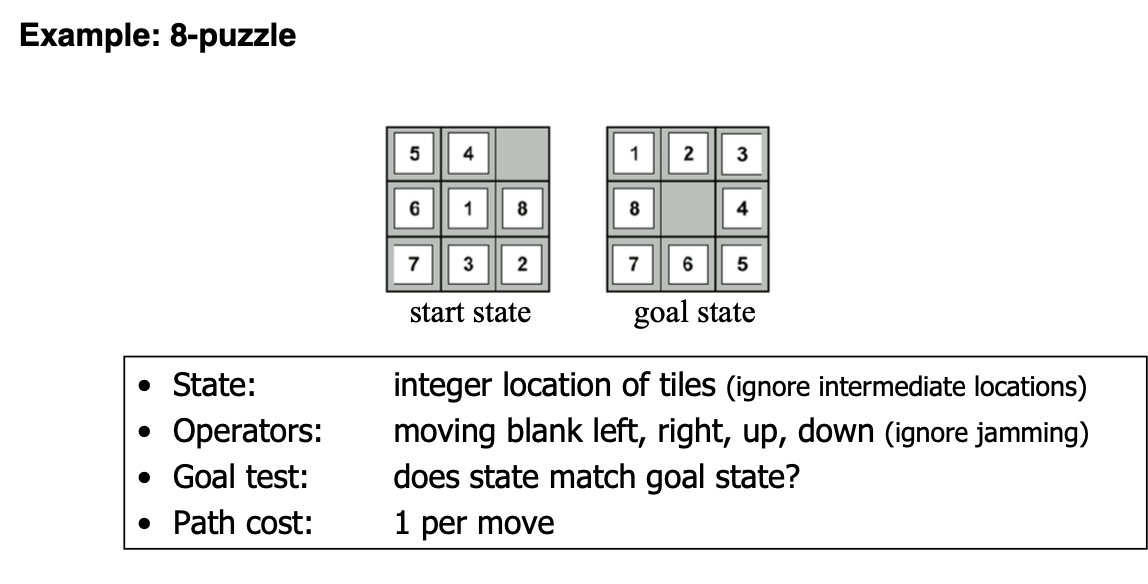 Example: 8-puzzle
5 4
6 1 8
7 3 2
start state
1 2 3
8 4
7 6 5
goal state
• State: integer location of tiles (ignore intermediate locations)
• Operators: moving blank left, right, up, down (ignore jamming)
• Goal test: does state match goal state?
• Path cost: 1 per move